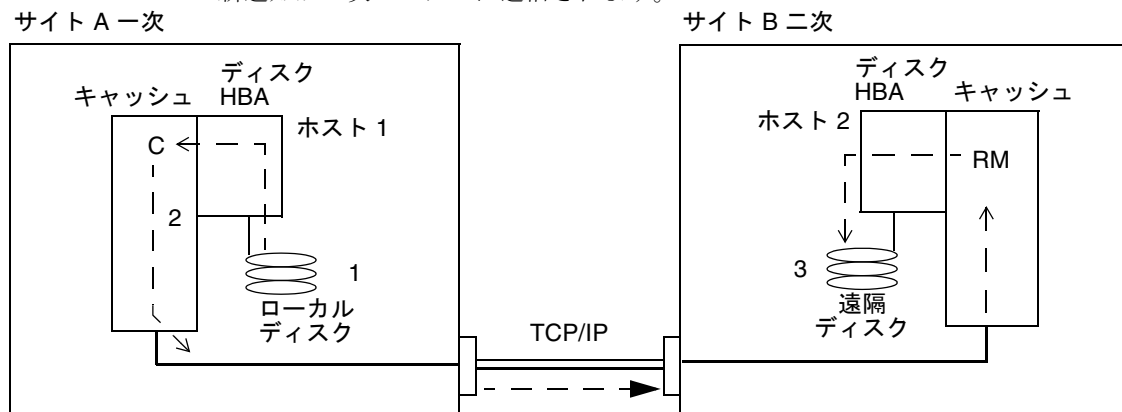 サイト A 一次
サイト B 二次
ディスク
HBA
キャッシュ
ホスト 1
C
2
1
ローカル
ディスク
TCP/IP
ディスク
HBA
キャッシュ
ホスト 2
RM
3
遠隔
ディスク